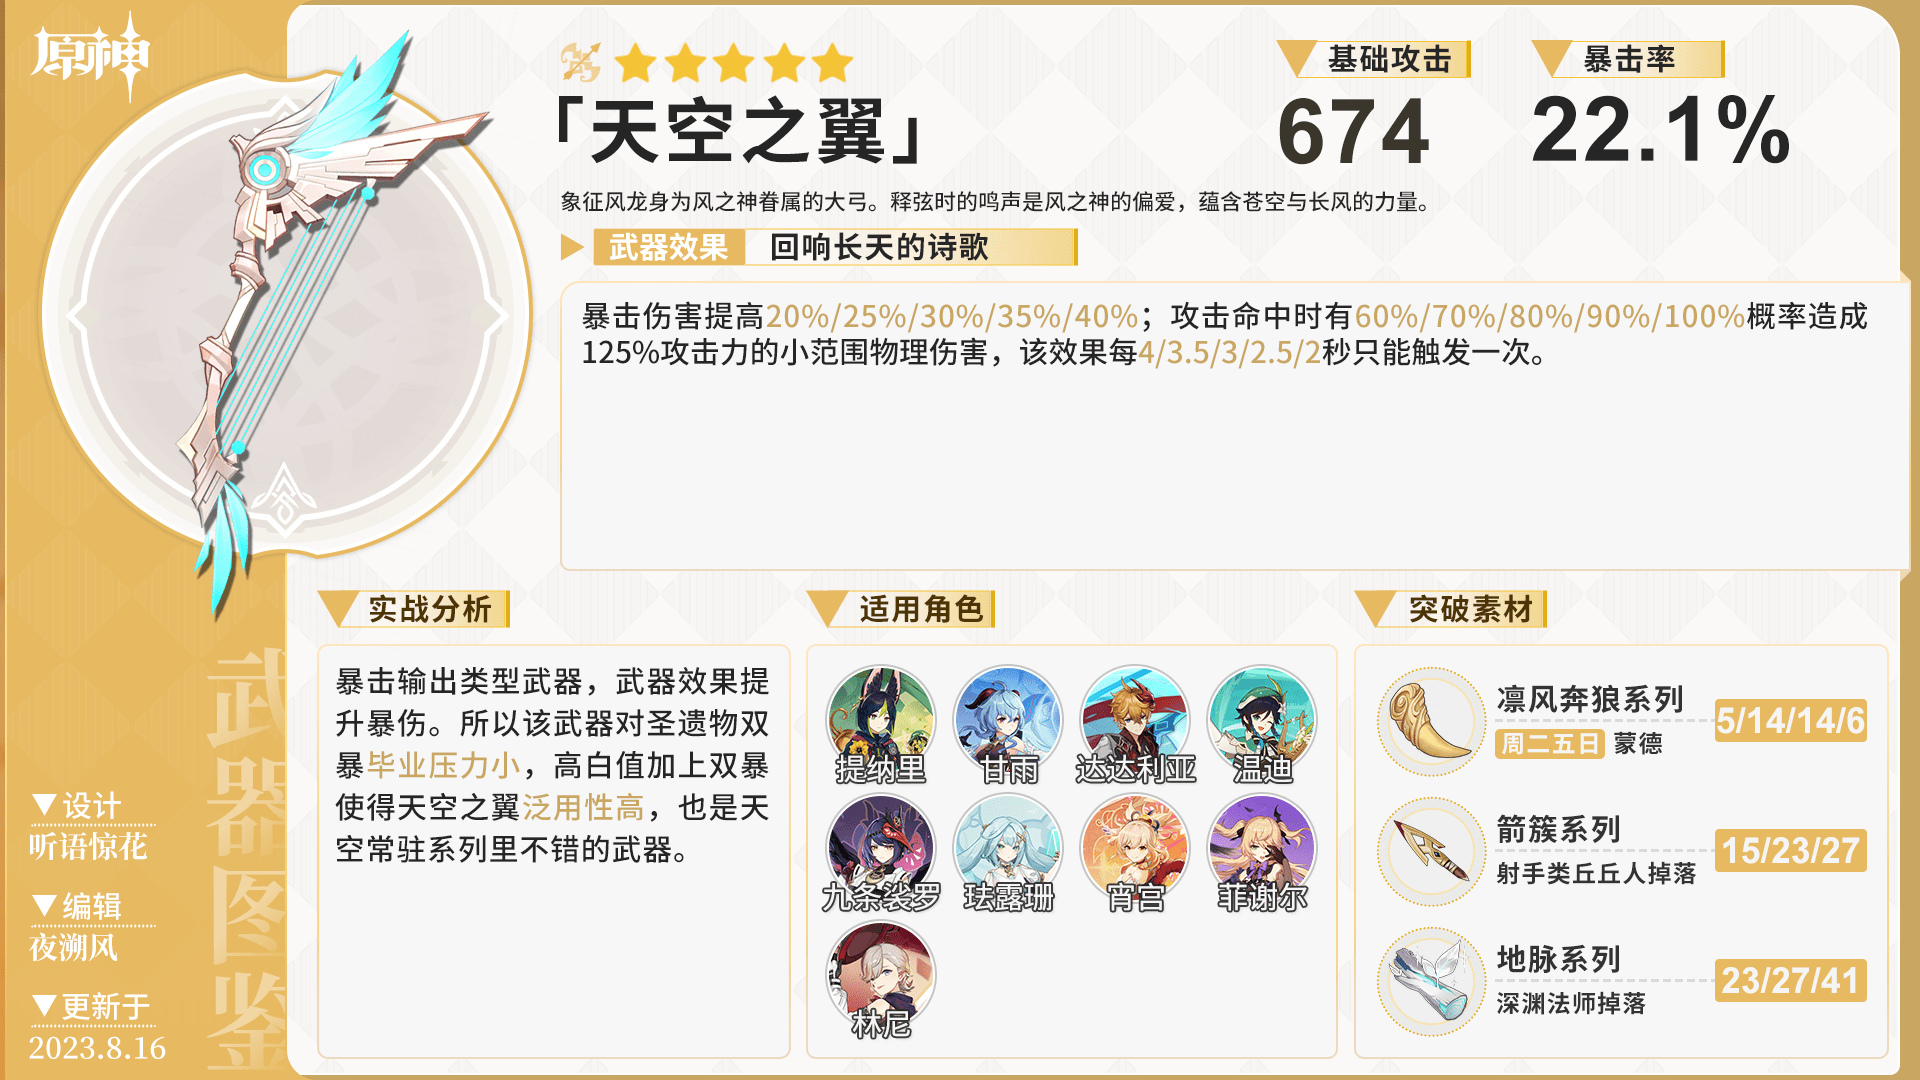 原神
「天空之翼」
基础攻击
674
暴击率
22.1%
象征风龙身为风之神眷属的大弓。释弦时的鸣声是风之神的偏爱，蕴含苍空与长风的力量。
武器效果 回响长天的诗歌
暴击伤害提高20%/25%/30%/35%/40%；攻击命中时有60%/70%/80%/90%/100%概率造成
125%攻击力的小范围物理伤害，该效果每4/3.5/3/2.5/2秒只能触发一次。
实战分析
暴击输出类型武器，武器效果提
升暴伤。所以该武器对圣遗物双
暴毕业压力小，高白值加上双暴
使得天空之翼泛用性高，也是天
空常驻系列里不错的武器。
适用角色
提纳里 甘雨 达达利亚 温迪
九条裟罗 珐露珊 宵宫 菲谢尔
林尼
突破素材
凛风奔狼系列
周二五日 蒙德
5/14/14/6
箭簇系列
射手类丘丘人掉落
15/23/27
地脉系列
深渊法师掉落
23/27/41
武器图鉴
▼设计
听语惊花
▼编辑
夜溯风
▼更新于
2023.8.16